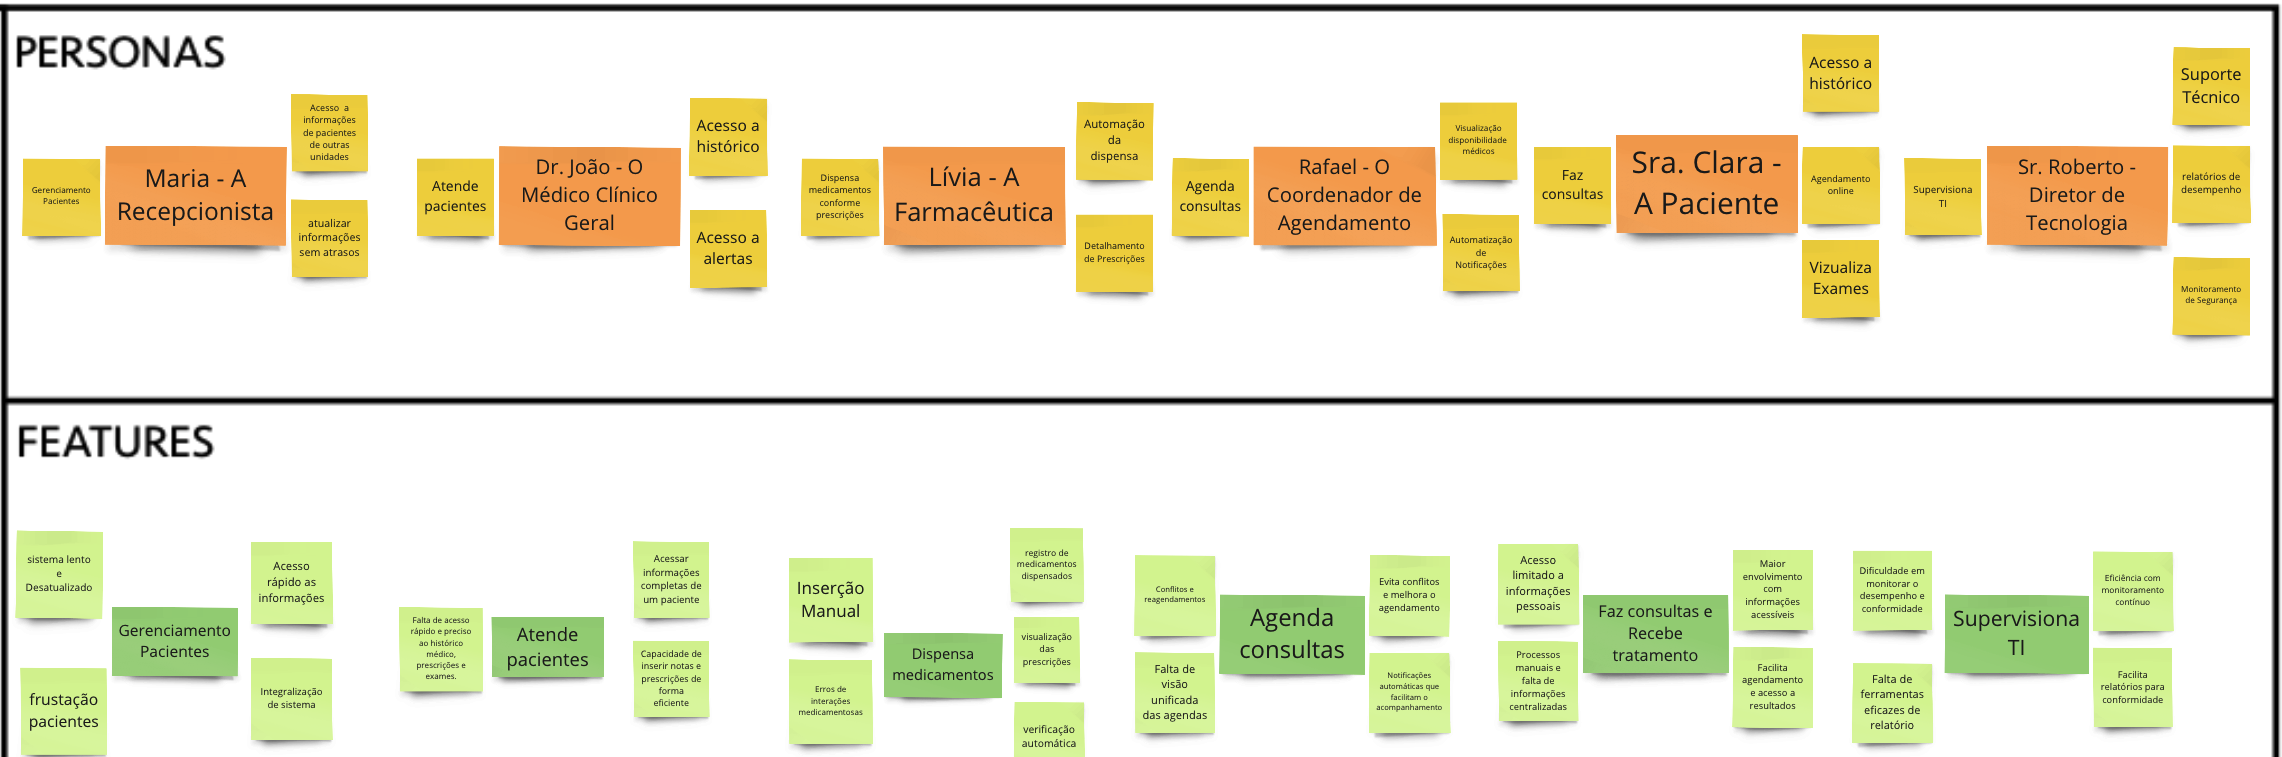 PERSONAS
Gerenciamento
Pacientes
Maria - A
Recepcionista
Acesso a
informações
de pacientes
de outras
unidades
atualizar
informações
sem atrasos
Atende
pacientes
Dr. João - O
Médico Clínico
Geral
Acesso a
histórico
Acesso a
alertas
Dispensa
medicamentos
conforme
prescrições
Lívia - A
Farmacêutica
Automação
da
dispensa
Detalhamento
de Prescrições
Agenda
consultas
Rafael - O
Coordenador de
Agendamento
Visualização
disponibilidade
médicos
Automatização
de
Notificações
Faz
consultas
Sra. Clara -
A Paciente
Acesso a
histórico
Agendamento
online
Vizualiza
Exames
Supervisiona
TI
Sr. Roberto -
Diretor de
Tecnologia
Suporte
Técnico
relatórios de
desempenho
Monitoramento
de Segurança
FEATURES
sistema lento
e
Desatualizado
frustação
pacientes
Gerenciamento
Pacientes
Acesso
rápido as
informações
Integralização
de sistema
Falta de acesso
rápido e preciso
ao histórico
médico,
prescrições e
exames.
Atende
pacientes
Acessar
informações
completas de
um paciente
Capacidade de
inserir notas e
prescrições de
forma
eficiente
Inserção
Manual
Erros de
interações
medicamentosas
Dispensa
medicamentos
registro de
medicamentos
dispensados
visualização
das
prescrições
verificação
automática
Conflitos e
reagendamentos
Falta de
visão
unificada
das agendas
Agenda
consultas
Evita conflitos
e melhora o
agendamento
Notificações
automáticas que
facilitam o
acompanhamento
Acesso
limitado a
informações
pessoais
Processos
manuais e
falta de
informações
centralizadas
Faz consultas e
Recebe
tratamento
Maior
envolvimento
com
informações
acessíveis
Facilita
agendamento
e acesso a
resultados
Dificuldade em
monitorar o
desempenho e
conformidade
Falta de
ferramentas
eficazes de
relatório
Supervisiona
TI
Eficiência com
monitoramento
contínuo
Facilita
relatórios para
conformidade